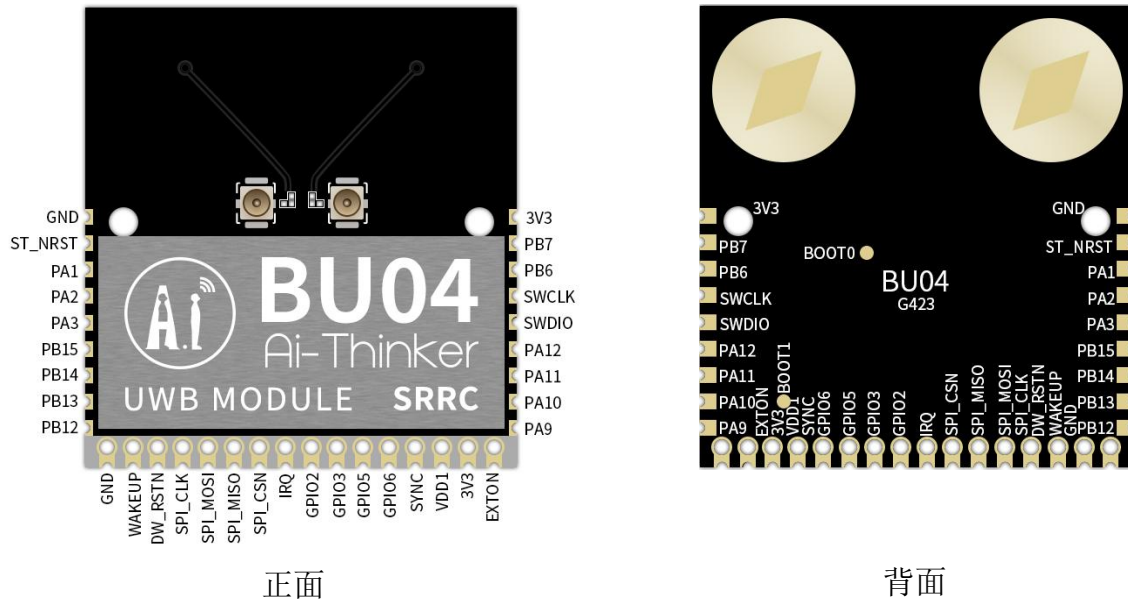 GND
ST_NRST
PA1
PA2
PA3
PB15
PB14
PB13
PB12
A.i
BU04
Ai-Thinker
UWB MODULE SRRC
3V3
PB7
PB6
SWCLK
SWDIO
PA12
PA11
PA10
PA9
GND
WAKEUP
DW_RSTN
SPI_CLK
SPI_MOSI
SPI_MISO
SPI_CSN
IRQ
GPIO2
GPIO3
GPIO5
GPIO6
SYNC
VDD1
3V3
EXTON
正面
3V3
PB7
PB6
SWCLK
SWDIO
PA12
PA11
PA10
PA9
BOOT0
BU04
G423
BOOT1
GND
ST_NRST
PA1
PA2
PA3
PB15
PB14
PB13
PB12
EXTON
3V3
VDD1
SYNC
GPIO6
GPIO5
GPIO3
GPIO2
IRQ
SPI_CSN
SPI_MISO
SPI_MOSI
SPI_CLK
DW_RSTN
WAKEUP
GND
背面